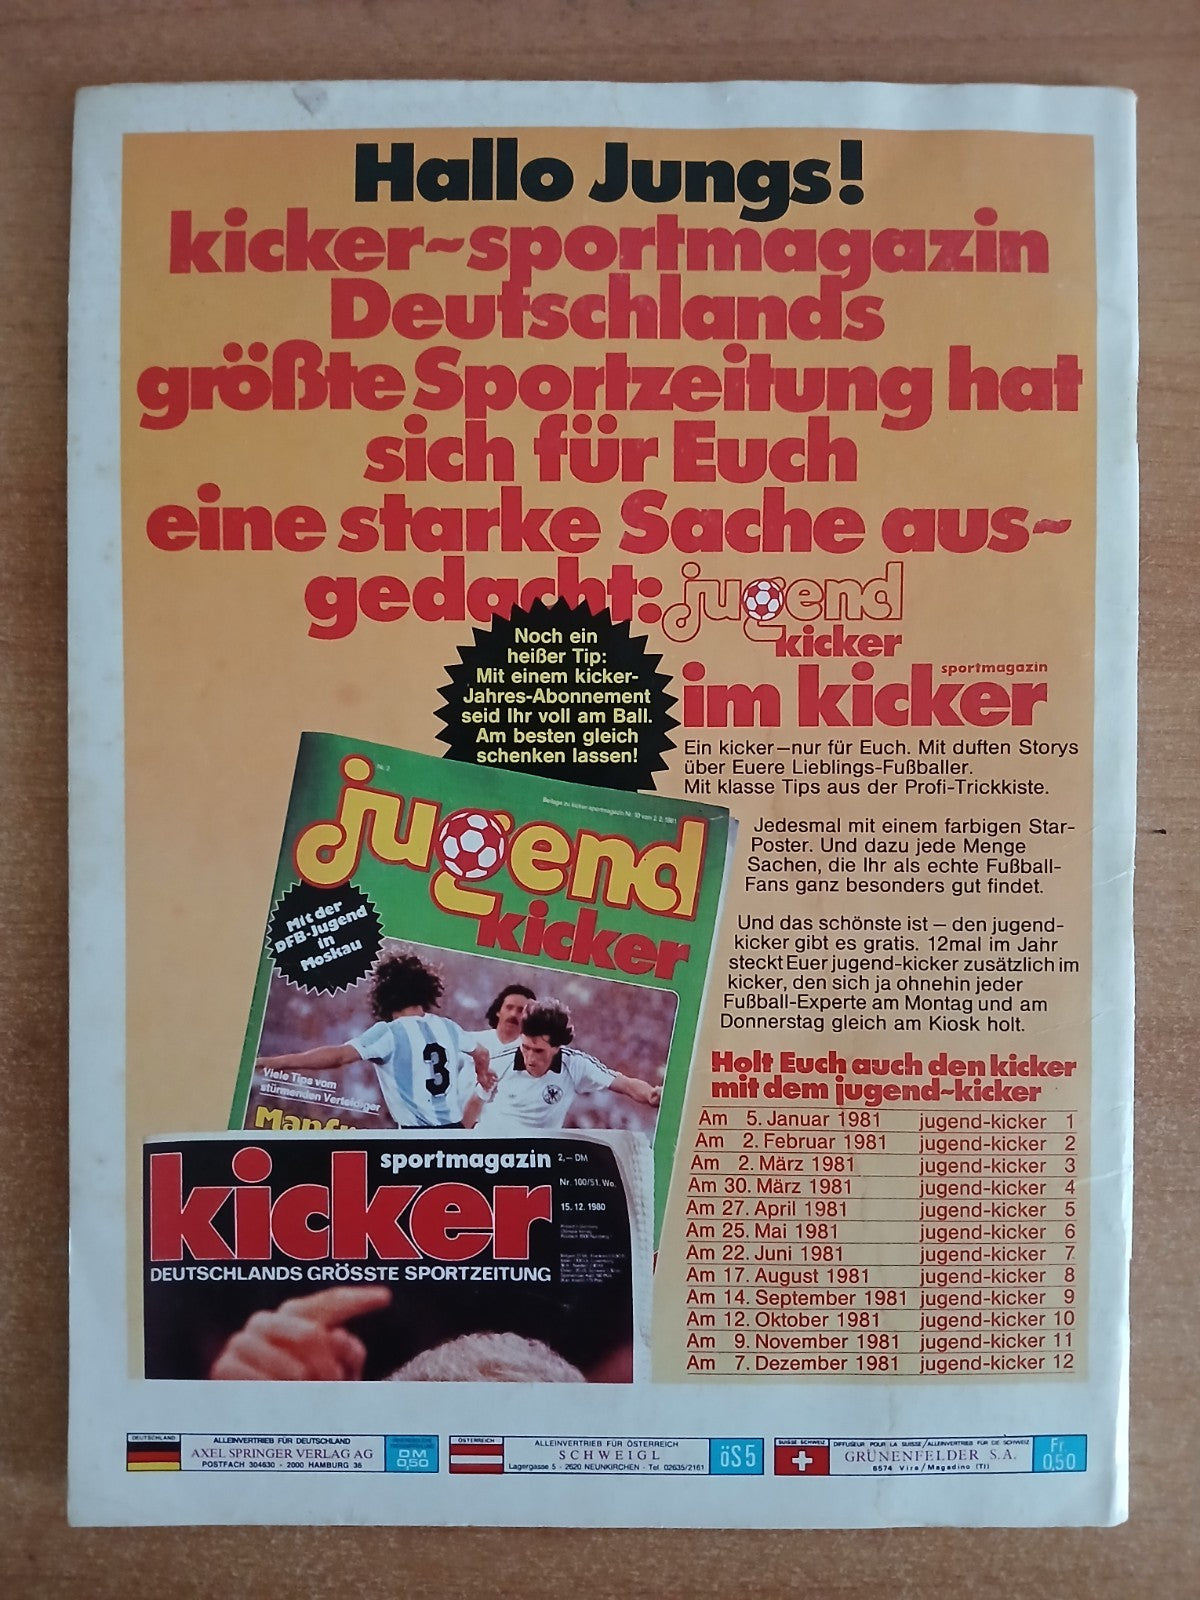 Hallo Jungs!
kicker-sportmagazin
Deutschlands
größte Sportzeitung hat
sich für Euch
eine starke Sache aus-
gedacht: jugend
kicker
sportmagazin
im kicker
Noch ein
heißer Tip:
Mit einem kicker-
Jahres-Abonnement
seid Ihr voll am Ball.
Am besten gleich
schenken lassen!
Ein kicker—nur für Euch. Mit duften Storys
über Euere Lieblings-Fußballer.
Mit klasse Tips aus der Profi-Trickkiste.
Jedesmal mit einem farbigen Star-
Poster. Und dazu jede Menge
Sachen, die Ihr als echte Fußball-
Fans ganz besonders gut findet.
Und das schönste ist — den jugend-
kicker gibt es gratis. 12mal im Jahr
steckt Euer jugend-kicker zusätzlich im
kicker, den sich ja ohnehin jeder
Fußball-Experte am Montag und am
Donnerstag gleich am Kiosk holt.
Nr. 2
jugend
kicker
Mit der
DFB-Jugend
in
Moskau
3
Viele Tips vom
stürmenden Verteidiger
kicker
sportmagazin
2,— DM
Nr. 100/51. Wo.
15. 12. 1980
DEUTSCHLANDS GRÖSSTE SPORTZEITUNG
Holt Euch auch den kicker
mit dem jugend-kicker
Am 5. Januar 1981 jugend-kicker 1
Am 2. Februar 1981 jugend-kicker 2
Am 2. März 1981 jugend-kicker 3
Am 30. März 1981 jugend-kicker 4
Am 27. April 1981 jugend-kicker 5
Am 25. Mai 1981 jugend-kicker 6
Am 22. Juni 1981 jugend-kicker 7
Am 17. August 1981 jugend-kicker 8
Am 14. September 1981 jugend-kicker 9
Am 12. Oktober 1981 jugend-kicker 10
Am 9. November 1981 jugend-kicker 11
Am 7. Dezember 1981 jugend-kicker 12
DEUTSCHLAND
ALLEINVERTRIEB FÜR DEUTSCHLAND
AXEL SPRINGER VERLAG AG
POSTFACH 304630 - 2000 HAMBURG 36
DM
0,50
ÖSTERREICH
ALLEINVERTRIEB FÜR ÖSTERREICH
SCHWEIGL
Lagergasse 5 - 2620 NEUNKIRCHEN - Tel. 02635/2161
öS 5
SUISSE SCHWEIZ
DIFFUSEUR POUR LA SUISSE/ALLEINVERTRIEB FÜR DIE SCHWEIZ
GRÜNENFELDER S.A.
6574 Vira/Magadino (TI)
Fr.
0,50